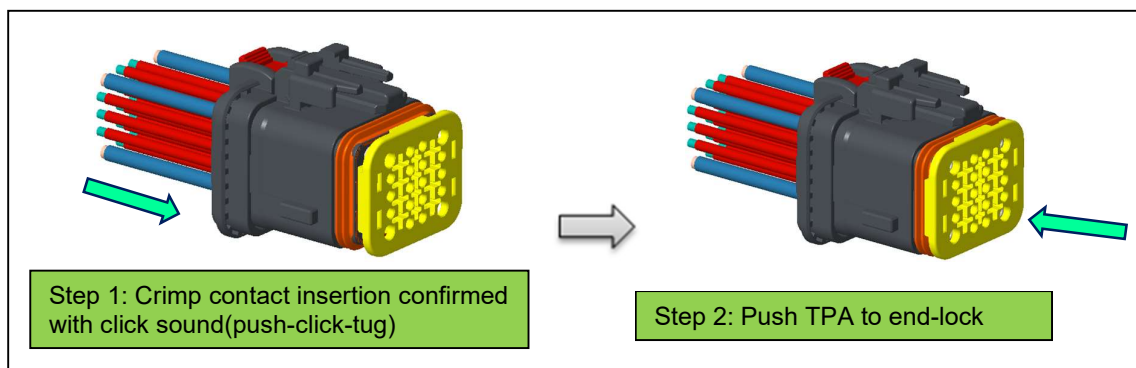 Step 1: Crimp contact insertion confirmed
with click sound(push-click-tug)
Step 2: Push TPA to end-lock